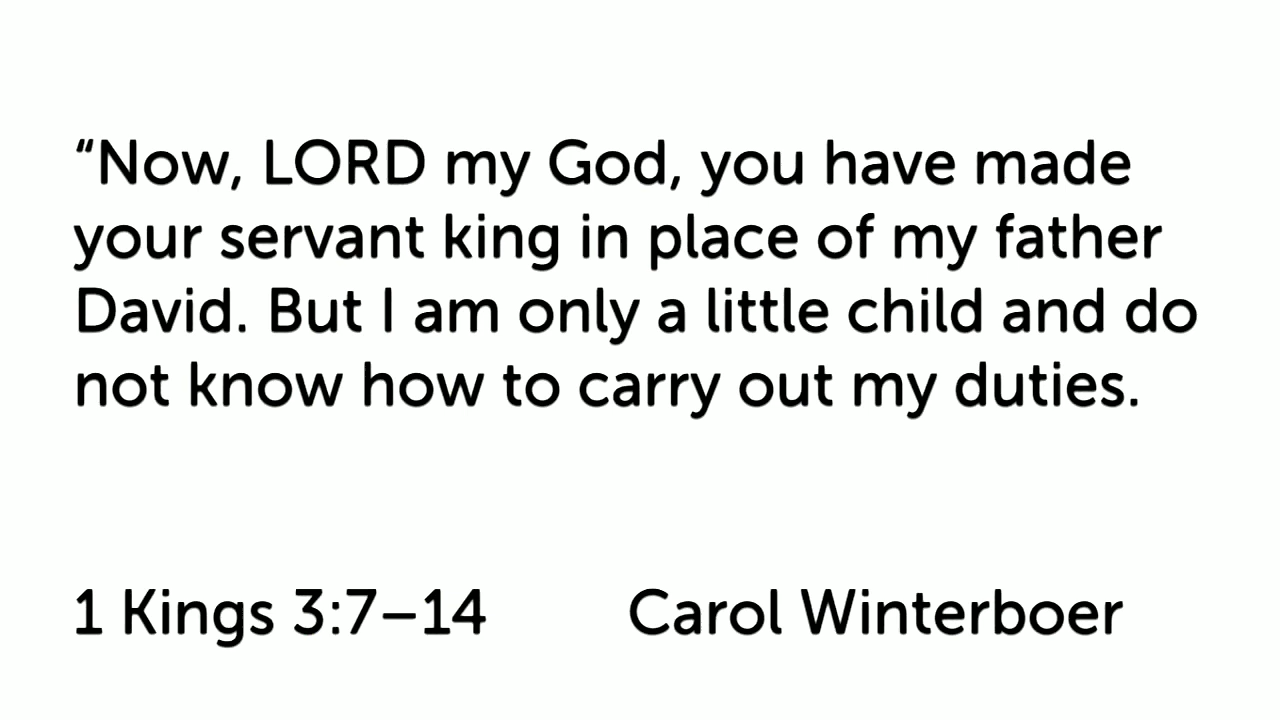 “Now, LORD my God, you have made
your servant king in place of my father
David. But I am only a little child and do
not know how to carry out my duties.
1 Kings 3:7–14 Carol Winterboer